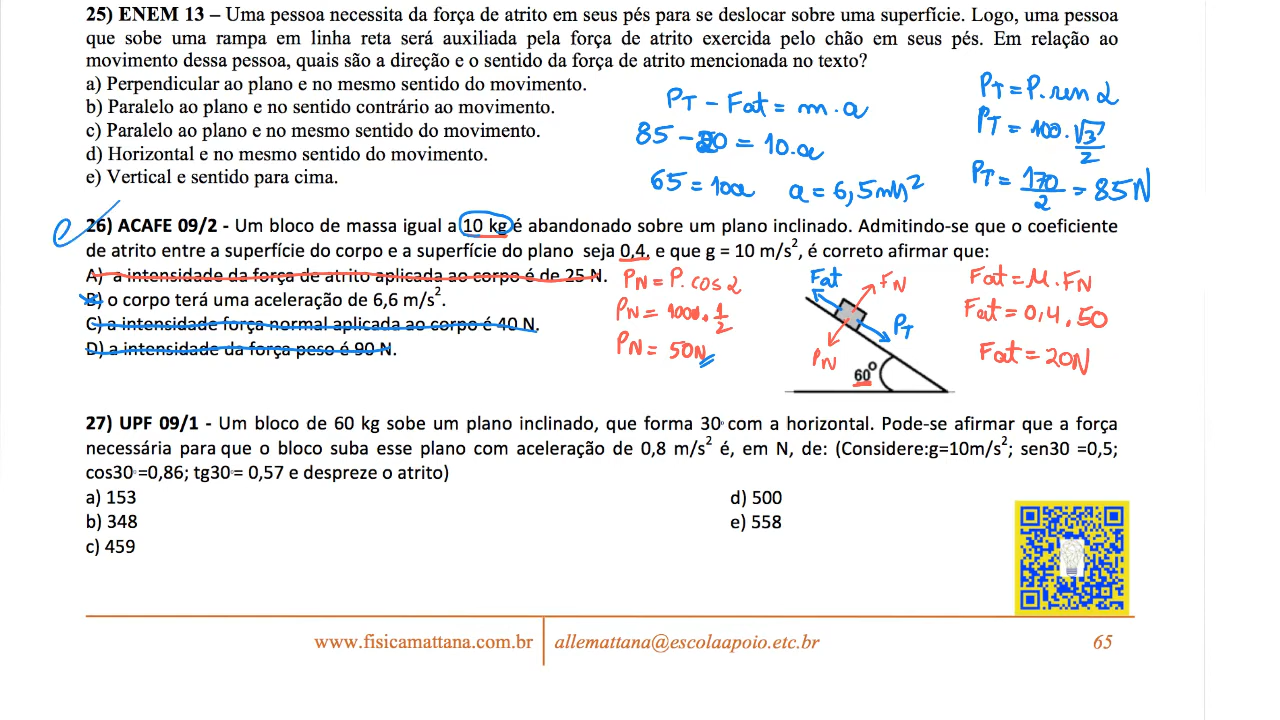 25) ENEM 13 – Uma pessoa necessita da força de atrito em seus pés para se deslocar sobre uma superfície. Logo, uma pessoa
que sobe uma rampa em linha reta será auxiliada pela força de atrito exercida pelo chão em seus pés. Em relação ao
movimento dessa pessoa, quais são a direção e o sentido da força de atrito mencionada no texto?
a) Perpendicular ao plano e no mesmo sentido do movimento.
b) Paralelo ao plano e no sentido contrário ao movimento.
c) Paralelo ao plano e no mesmo sentido do movimento.
d) Horizontal e no mesmo sentido do movimento.
e) Vertical e sentido para cima.
PT - Fat = m . a
85 - 20 = 10.a
65 = 10a a = 6,5m/s²
PT = P. sen α
PT = 100 . √3/2
PT = 170/2 = 85N
26) ACAFE 09/2 - Um bloco de massa igual a 10 kg é abandonado sobre um plano inclinado. Admitindo-se que o coeficiente
de atrito entre a superfície do corpo e a superfície do plano seja 0,4, e que g = 10 m/s², é correto afirmar que:
A) a intensidade da força de atrito aplicada ao corpo é de 25 N.
B) o corpo terá uma aceleração de 6,6 m/s².
C) a intensidade força normal aplicada ao corpo é 40 N.
D) a intensidade da força peso é 90 N.
PN = P. cos α
PN = 100 . 1/2
PN = 50N
Fat FN
PT
PN
60°
Fat = μ . FN
Fat = 0,4 . 50
Fat = 20N
27) UPF 09/1 - Um bloco de 60 kg sobe um plano inclinado, que forma 30° com a horizontal. Pode-se afirmar que a força
necessária para que o bloco suba esse plano com aceleração de 0,8 m/s² é, em N, de: (Considere:g=10m/s²; sen30 =0,5;
cos30° =0,86; tg30°= 0,57 e despreze o atrito)
a) 153
b) 348
c) 459
d) 500
e) 558
www.fisicamattana.com.br
allemattana@escolaapoio.etc.br
65